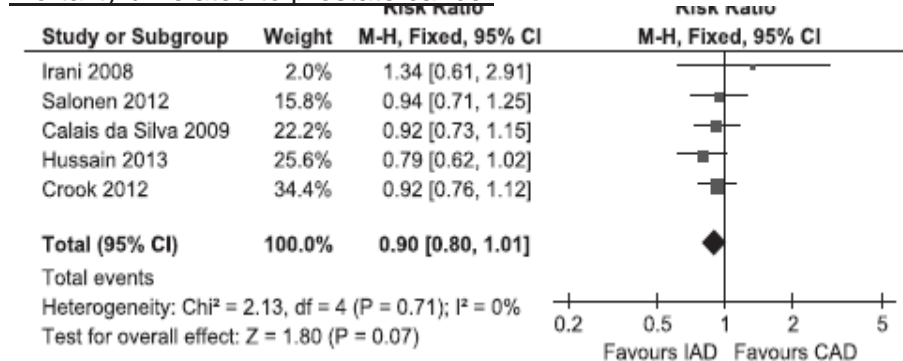 Risk Ratio Risk Ratio
Study or Subgroup Weight M-H, Fixed, 95% CI M-H, Fixed, 95% CI
Irani 2008 2.0% 1.34 [0.61, 2.91]
Salonen 2012 15.8% 0.94 [0.71, 1.25]
Calais da Silva 2009 22.2% 0.92 [0.73, 1.15]
Hussain 2013 25.6% 0.79 [0.62, 1.02]
Crook 2012 34.4% 0.92 [0.76, 1.12]
Total (95% CI) 100.0% 0.90 [0.80, 1.01]
Total events
Heterogeneity: Chi² = 2.13, df = 4 (P = 0.71); I² = 0%
Test for overall effect: Z = 1.80 (P = 0.07)
0.2 0.5 1 2 5
Favours IAD Favours CAD